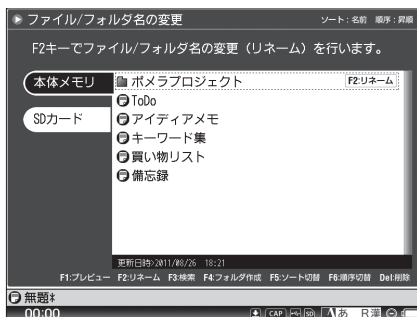 ファイル/フォルダ名の変更 ソート:名前 順序:昇順
F2キーでファイル/フォルダ名の変更(リネーム)を行います。
本体メモリ
SDカード
ポメラプロジェクト F2:リネーム
ToDo
アイディアメモ
キーワード集
買い物リスト
備忘録
更新日時>2011/08/26 18:21
F1:プレビュー F2:リネーム F3:検索 F4:フォルダ作成 F5:ソート切替 F6:順序切替 Del:削除
無題*
00:00 CAP SD A あ R漢